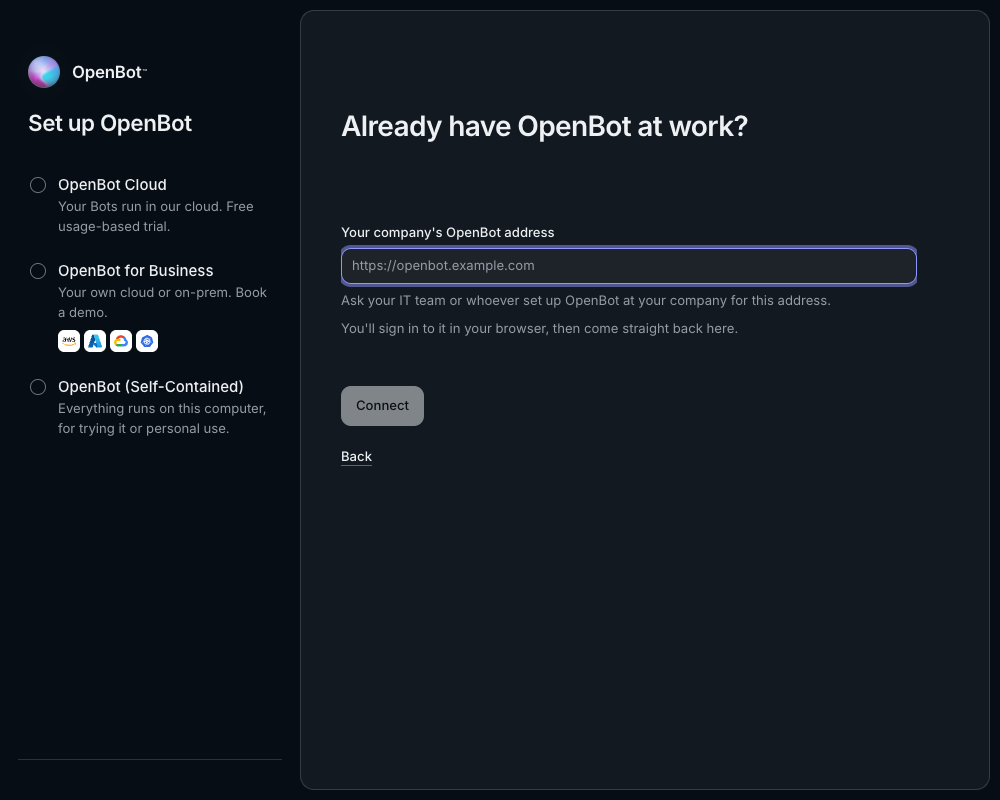 OpenBot™
Set up OpenBot
OpenBot Cloud
Your Bots run in our cloud. Free
usage-based trial.
OpenBot for Business
Your own cloud or on-prem. Book
a demo.
aws
OpenBot (Self-Contained)
Everything runs on this computer,
for trying it or personal use.
Already have OpenBot at work?
Your company's OpenBot address
https://openbot.example.com
Ask your IT team or whoever set up OpenBot at your company for this address.
You'll sign in to it in your browser, then come straight back here.
Connect
Back